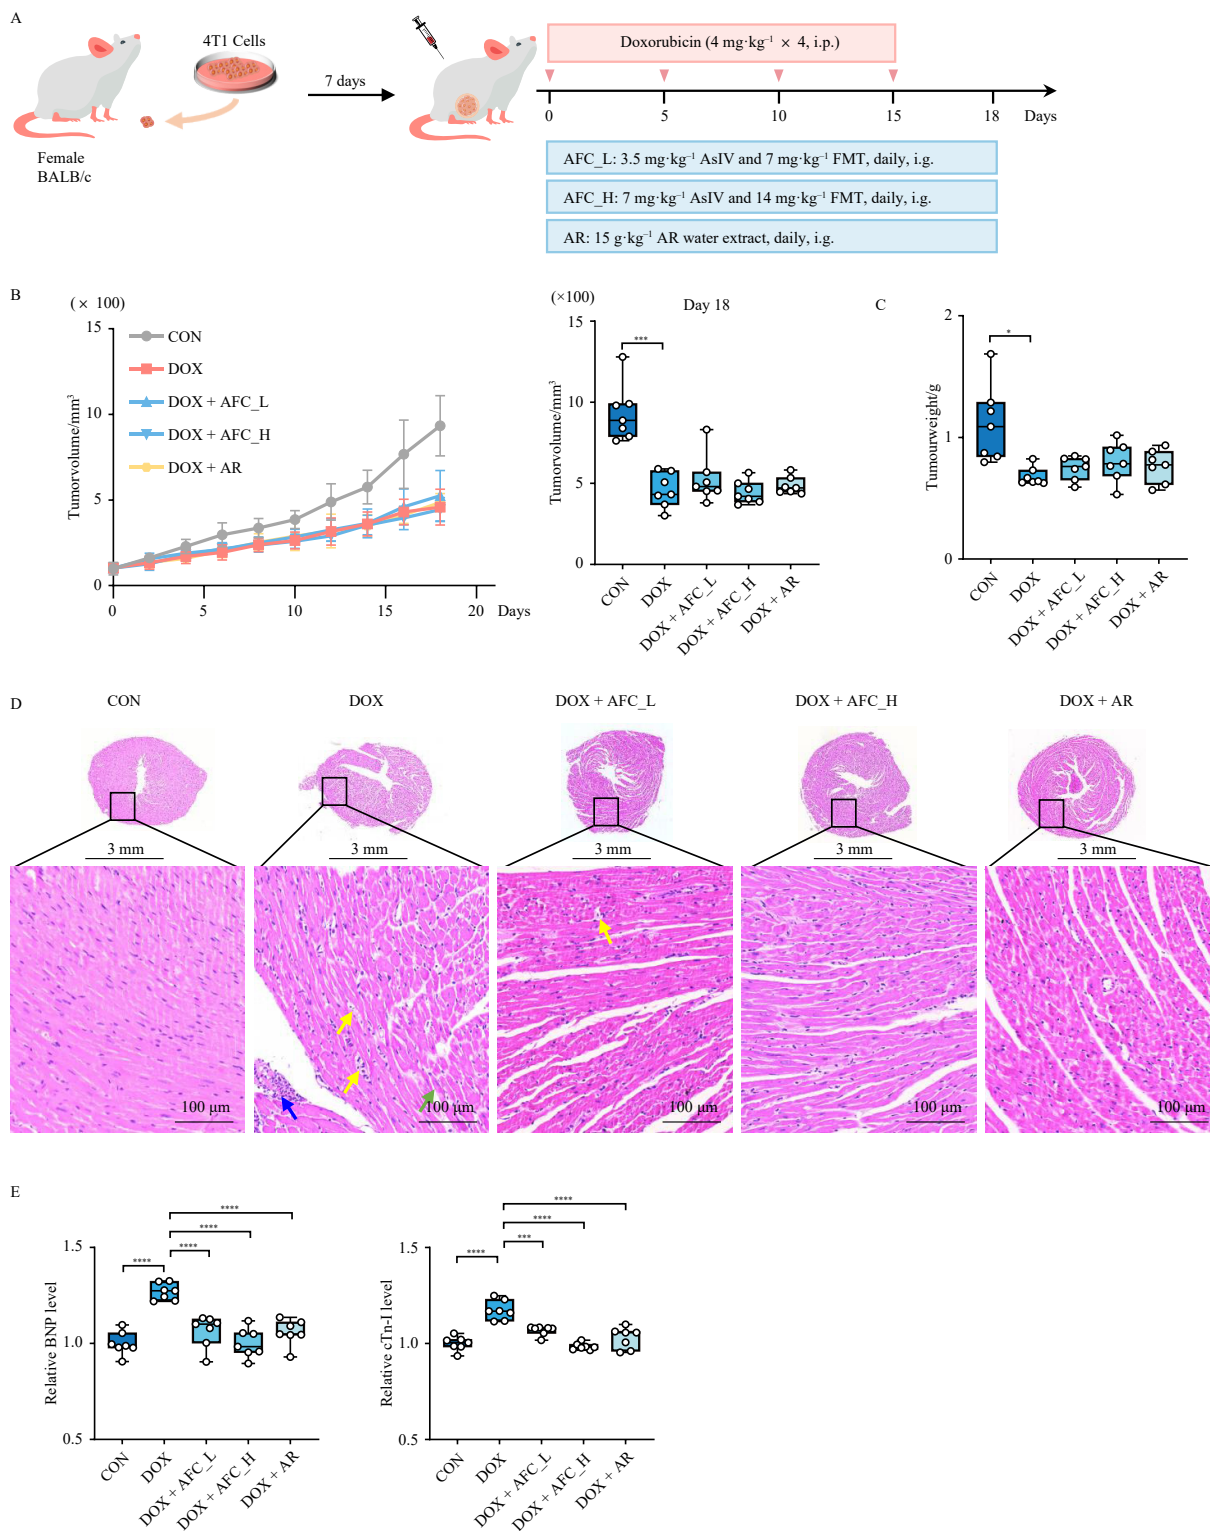 A
4T1 Cells
7 days
Female
BALB/c
Doxorubicin (4 mg·kg⁻¹ × 4, i.p.)
0 5 10 15 18 Days
AFC_L: 3.5 mg·kg⁻¹ AsIV and 7 mg·kg⁻¹ FMT, daily, i.g.
AFC_H: 7 mg·kg⁻¹ AsIV and 14 mg·kg⁻¹ FMT, daily, i.g.
AR: 15 g·kg⁻¹ AR water extract, daily, i.g.
B
(× 100)
Tumorvolume/mm³
15
10
5
0
0 5 10 15 20 Days
CON
DOX
DOX + AFC_L
DOX + AFC_H
DOX + AR
(×100)
Day 18
Tumorvolume/mm³
15
10
5
0
***
CON
DOX
DOX + AFC_L
DOX + AFC_H
DOX + AR
C
Tumourweight/g
2
1
0
*
CON
DOX
DOX + AFC_L
DOX + AFC_H
DOX + AR
D
CON DOX DOX + AFC_L DOX + AFC_H DOX + AR
3 mm 3 mm 3 mm 3 mm 3 mm
100 μm 100 μm 100 μm 100 μm 100 μm
E
Relative BNP level
1.5
1.0
0.5
****
****
****
****
CON
DOX
DOX + AFC_L
DOX + AFC_H
DOX + AR
Relative cTn-I level
1.5
1.0
0.5
****
****
***
****
CON
DOX
DOX + AFC_L
DOX + AFC_H
DOX + AR